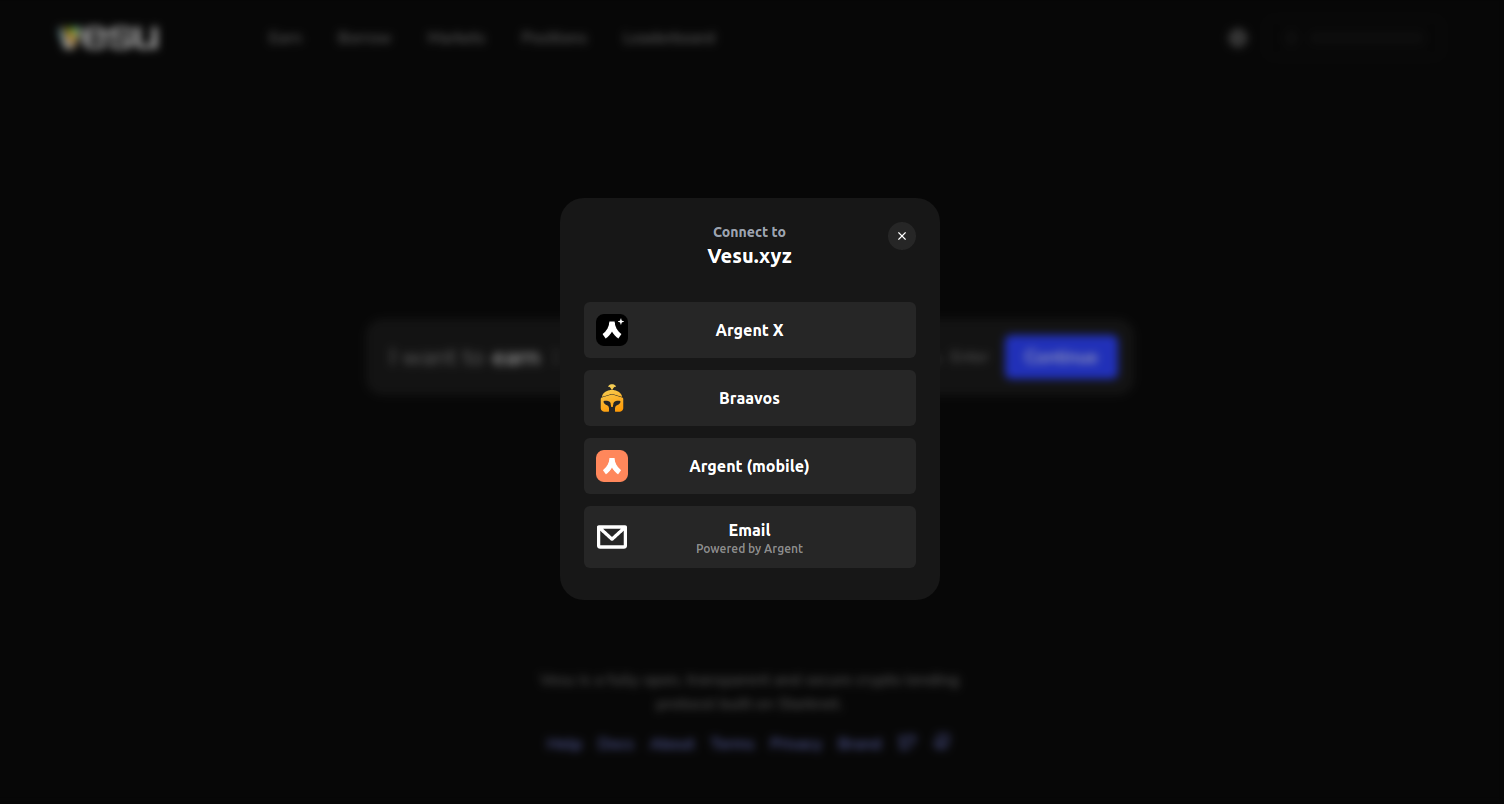 vesu
Earn Borrow Markets Positions Leaderboard
Connect to
Vesu.xyz
Argent X
I want to earn
Enter
Continue
Braavos
Argent (mobile)
Email
Powered by Argent
Vesu is a fully open, transparent and secure crypto lending
protocol built on Starknet.
Help Docs About Terms Privacy Brand